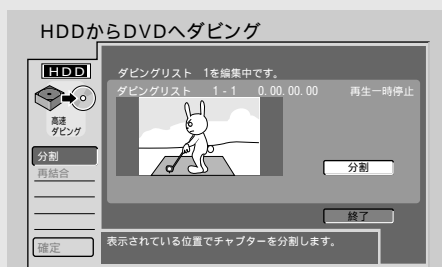 HDDからDVDへダビング
HDD
ダビングリスト 1を編集中です。
ダビングリスト 1-1 0.00.00.00 再生一時停止
高速
ダビング
分割
再結合
分割
終了
確定
表示されている位置でチャプターを分割します。